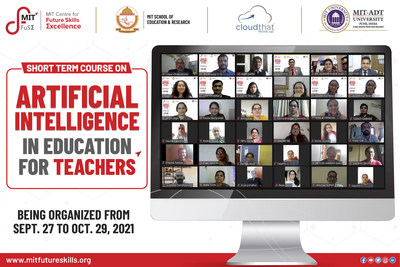 MIT
FuSE
MIT Centre for
Future Skills
Excellence
MIT SCHOOL OF
EDUCATION & RESEARCH
cloudthat
MIT-ADT
UNIVERSITY
PUNE, INDIA
SHORT TERM COURSE ON
ARTIFICIAL
INTELLIGENCE
IN EDUCATION
FOR TEACHERS
BEING ORGANIZED FROM
SEPT. 27 TO OCT. 29, 2021
www.mitfutureskills.org